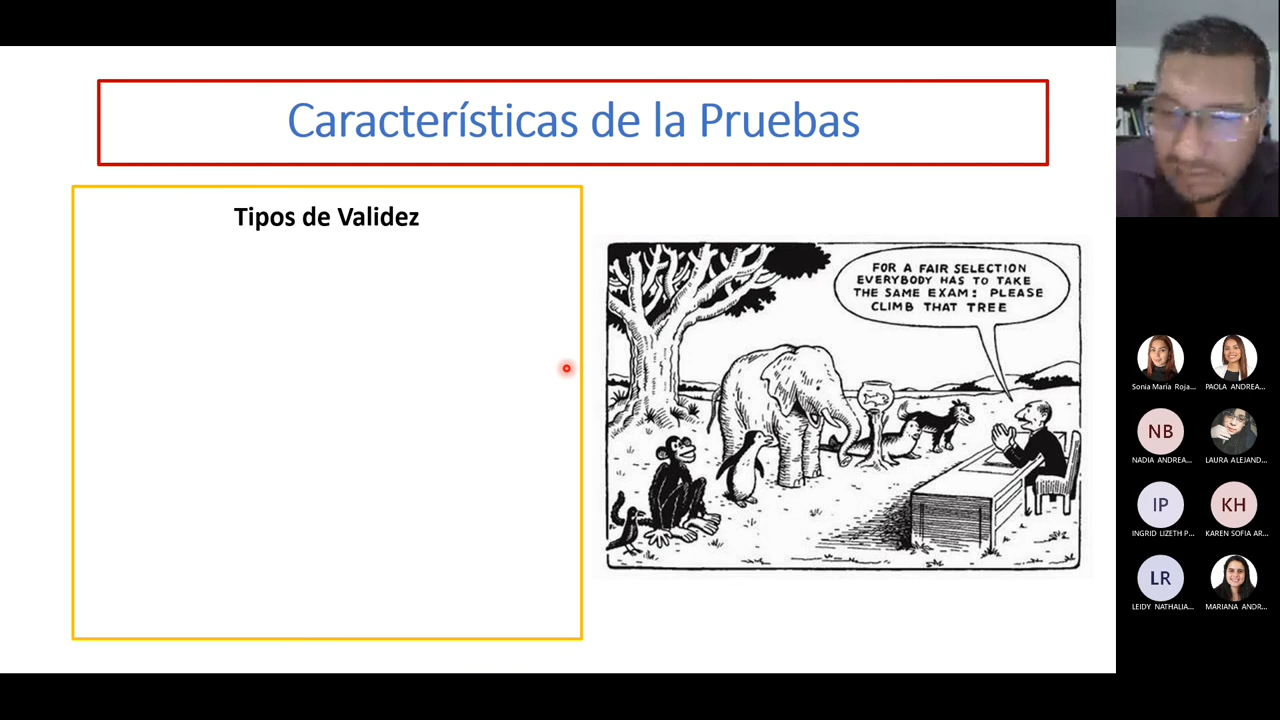 Características de la Pruebas
Tipos de Validez
FOR A FAIR SELECTION
EVERYBODY HAS TO TAKE
THE SAME EXAM: PLEASE
CLIMB THAT TREE
Sonia María Roja...
PAOLA ANDREA...
NB
NADIA ANDREA...
LAURA ALEJAND...
IP
KH
INGRID LIZETH P...
KAREN SOFIA AR...
LR
LEIDY NATHALIA...
MARIANA ANDR...